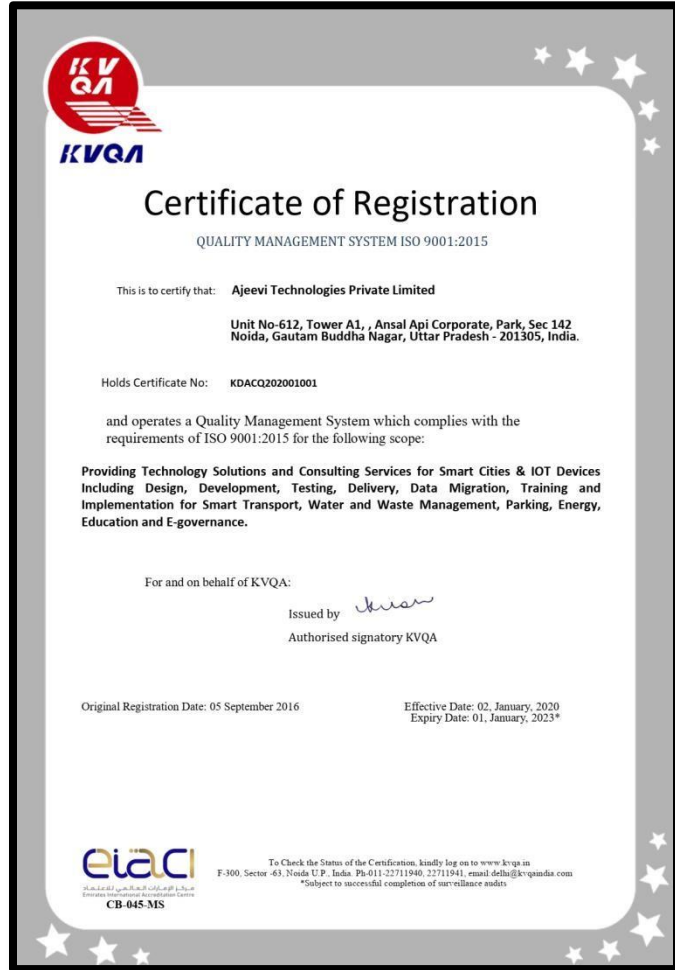 KV
QA
KVQA
Certificate of Registration
QUALITY MANAGEMENT SYSTEM ISO 9001:2015
This is to certify that: Ajeevi Technologies Private Limited
Unit No-612, Tower A1, , Ansal Api Corporate, Park, Sec 142
Noida, Gautam Buddha Nagar, Uttar Pradesh - 201305, India.
Holds Certificate No: KDACQ202001001
and operates a Quality Management System which complies with the
requirements of ISO 9001:2015 for the following scope:
Providing Technology Solutions and Consulting Services for Smart Cities & IOT Devices
Including Design, Development, Testing, Delivery, Data Migration, Training and
Implementation for Smart Transport, Water and Waste Management, Parking, Energy,
Education and E-governance.
For and on behalf of KVQA:
Issued by
Authorised signatory KVQA
Original Registration Date: 05 September 2016
Effective Date: 02, January, 2020
Expiry Date: 01, January, 2023*
eiaci
مركز الإمارات العالمي للاعتماد
Emirates International Accreditation Centre
CB-045-MS
To Check the Status of the Certification, kindly log on to www.kvqa.in
F-300, Sector -63, Noida U.P., India. Ph-011-22711940, 22711941, email:delhi@kvqaindia.com
*Subject to successful completion of surveillance audits